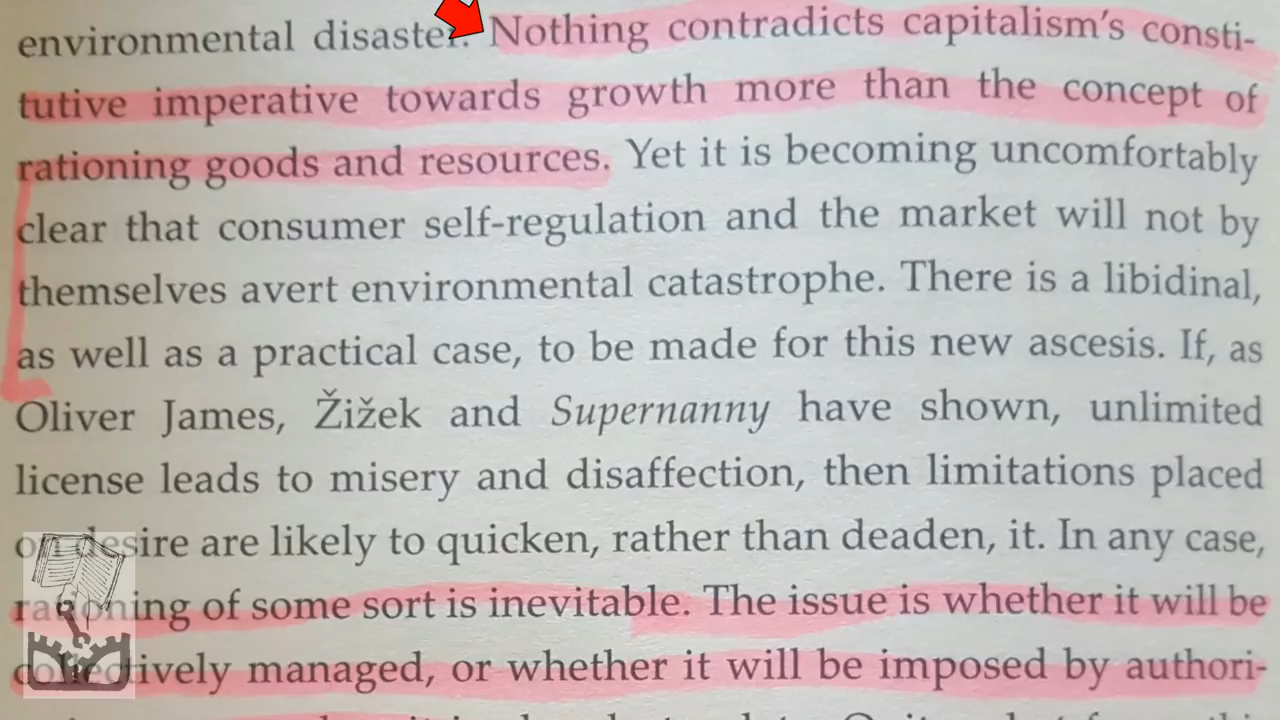 environmental disaster. Nothing contradicts capitalism's consti-
tutive imperative towards growth more than the concept of
rationing goods and resources. Yet it is becoming uncomfortably
clear that consumer self-regulation and the market will not by
themselves avert environmental catastrophe. There is a libidinal,
as well as a practical case, to be made for this new ascesis. If, as
Oliver James, Žižek and Supernanny have shown, unlimited
license leads to misery and disaffection, then limitations placed
on desire are likely to quicken, rather than deaden, it. In any case,
rationing of some sort is inevitable. The issue is whether it will be
collectively managed, or whether it will be imposed by authori-